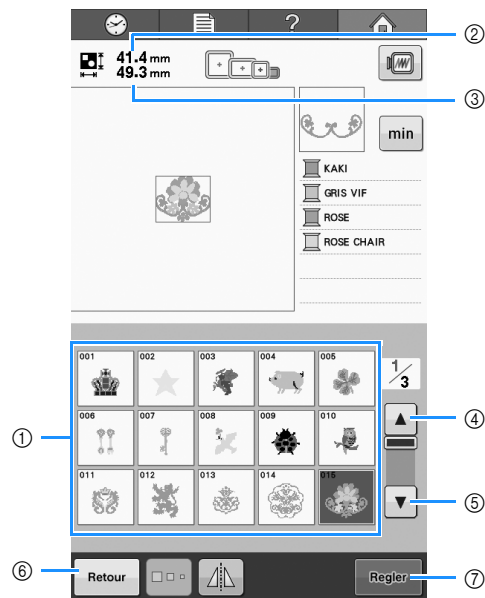 ?
②
41.4 mm
49.3 mm
③
min
KAKI
GRIS VIF
ROSE
ROSE CHAIR
001 002 003 004 005
1/3
006 007 008 009 010
④
①
011 012 013 014 015
⑤
⑥
Retour
Regler
⑦